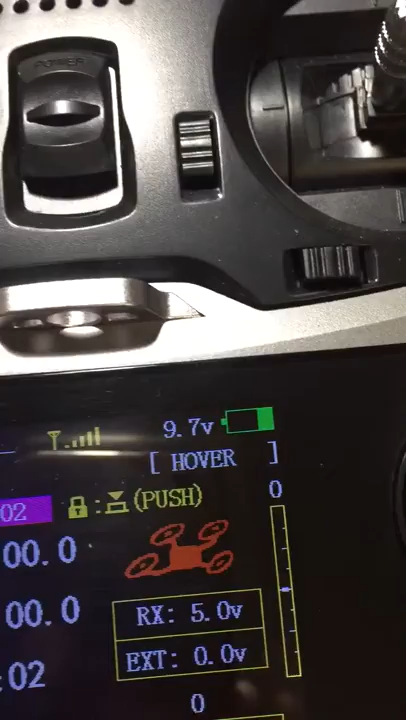 POWER
9.7v
[ HOVER ]
02
:(PUSH)
0
00.0
00.0
RX: 5.0v
:02
EXT: 0.0v
0